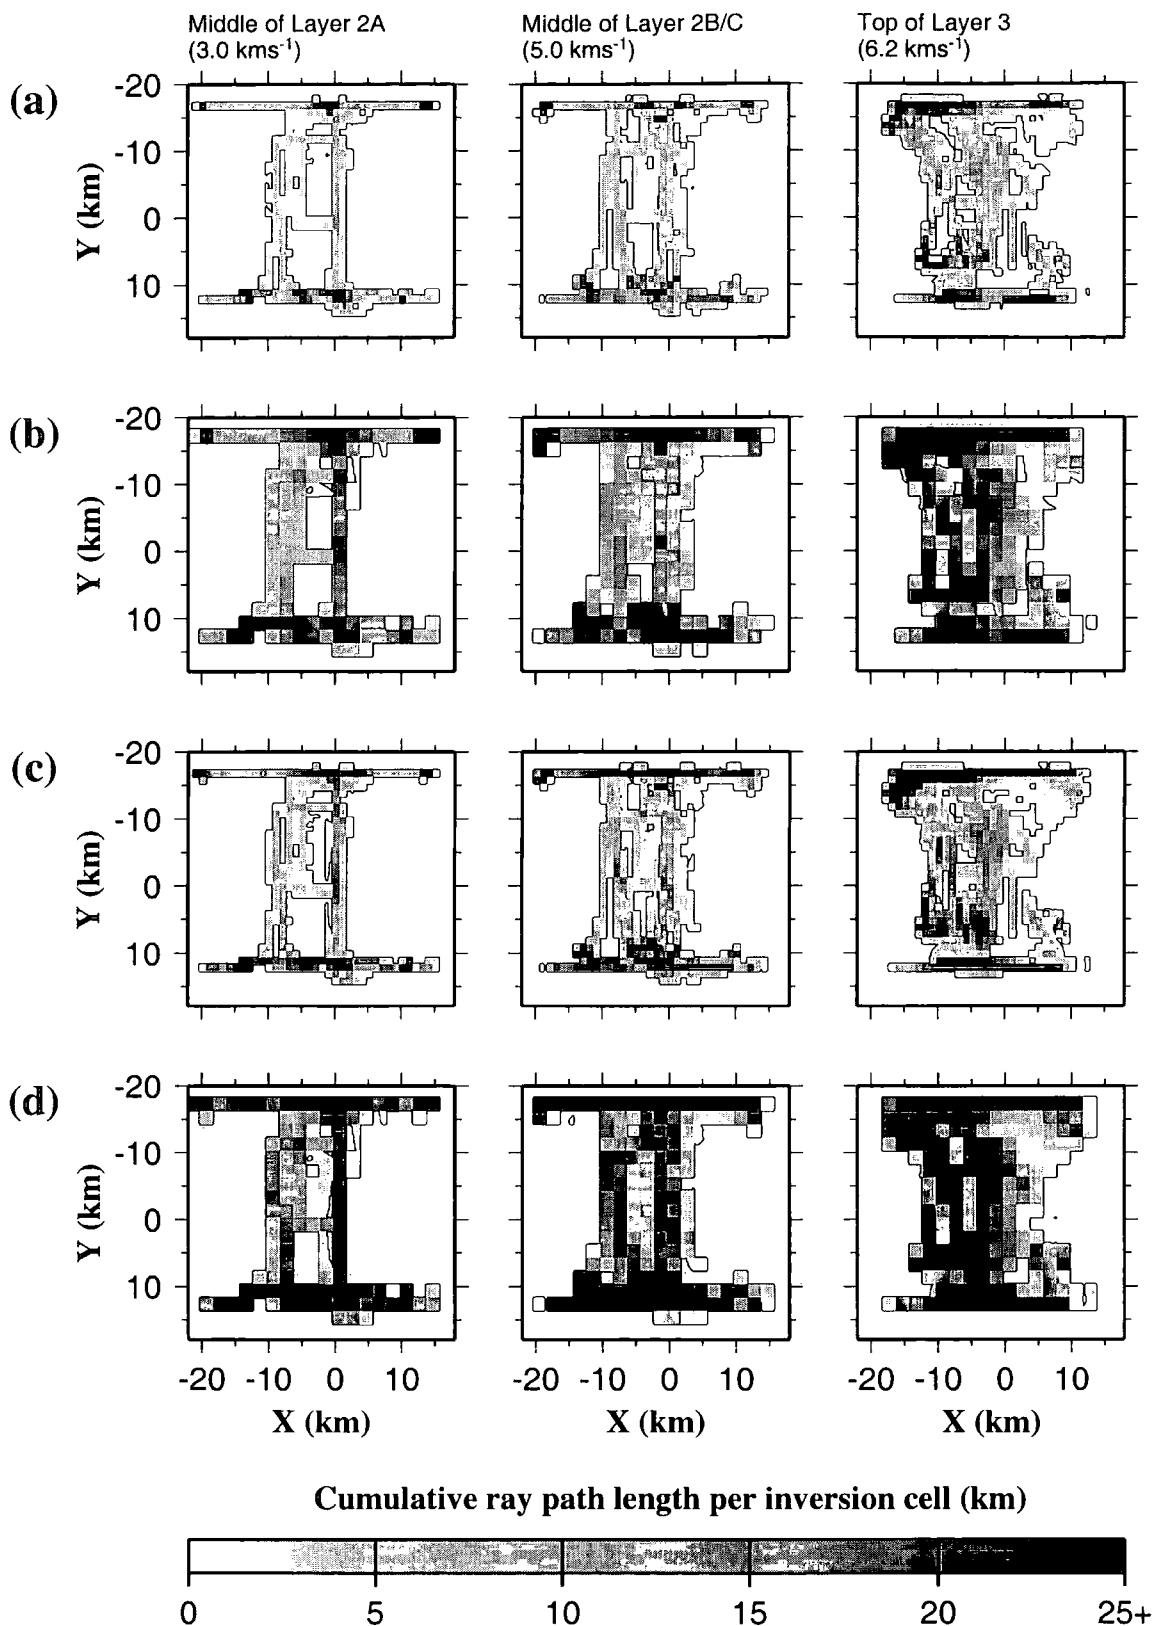 Middle of Layer 2A
(3.0 kms-1)
Middle of Layer 2B/C
(5.0 kms-1)
Top of Layer 3
(6.2 kms-1)
(a)
-20
-10
0
10
Y (km)
(b)
-20
-10
0
10
Y (km)
(c)
-20
-10
0
10
Y (km)
(d)
-20
-10
0
10
Y (km)
-20 -10 0 10
-20 -10 0 10
-20 -10 0 10
X (km)
X (km)
X (km)
Cumulative ray path length per inversion cell (km)
0 5 10 15 20 25+